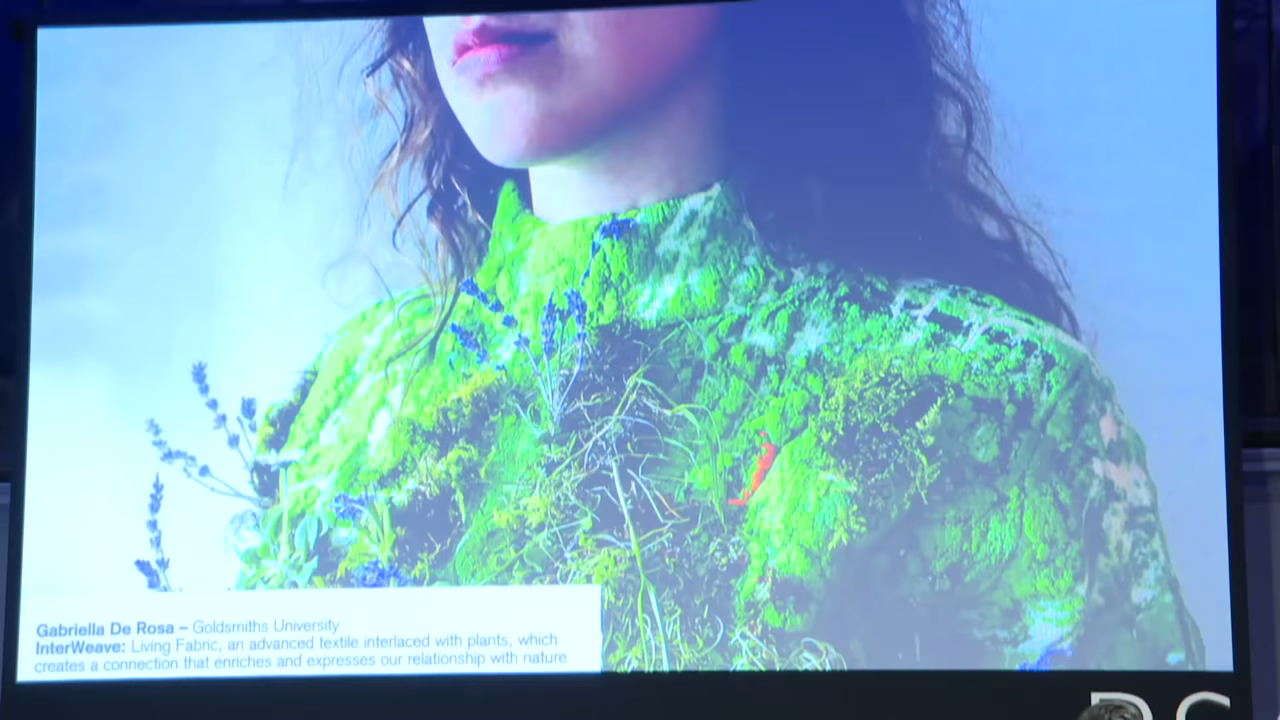 Gabriella De Rosa – Goldsmiths University
InterWeave: Living Fabric, an advanced textile interlaced with plants, which
creates a connection that enriches and expresses our relationship with nature